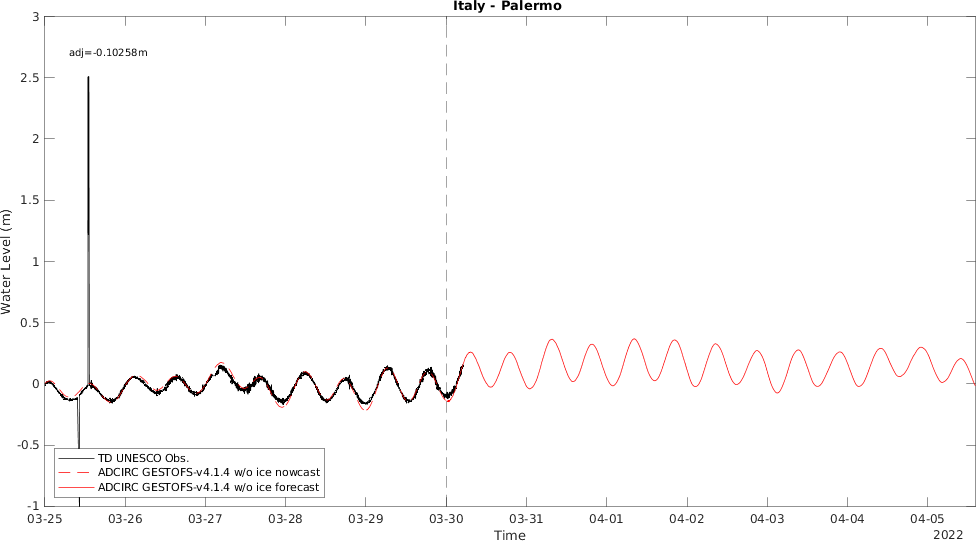 Italy - Palermo
adj=-0.10258m
3
2.5
2
1.5
1
0.5
0
-0.5
-1
Water Level (m)
TD UNESCO Obs.
ADCIRC GESTOFS-v4.1.4 w/o ice nowcast
ADCIRC GESTOFS-v4.1.4 w/o ice forecast
03-25 03-26 03-27 03-28 03-29 03-30 03-31 04-01 04-02 04-03 04-04 04-05
Time
2022